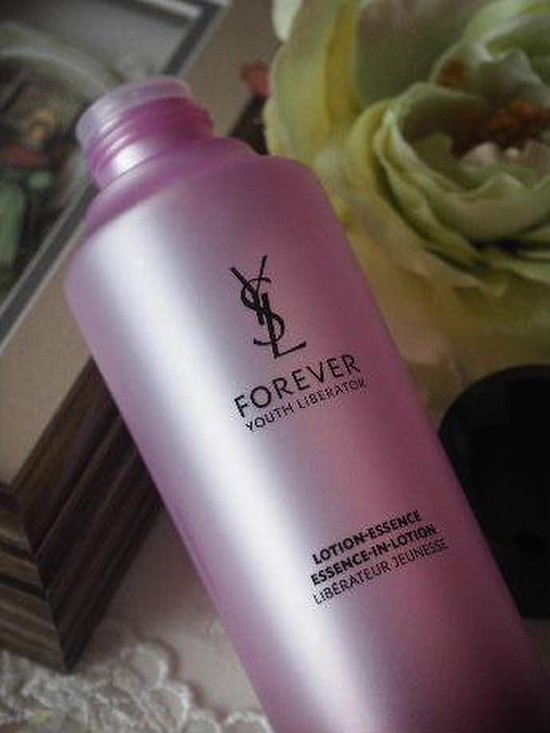 YSL
FOREVER
YOUTH LIBERATOR
LOTION-ESSENCE
ESSENCE-IN-LOTION
LIBÉRATEUR JEUNESSE